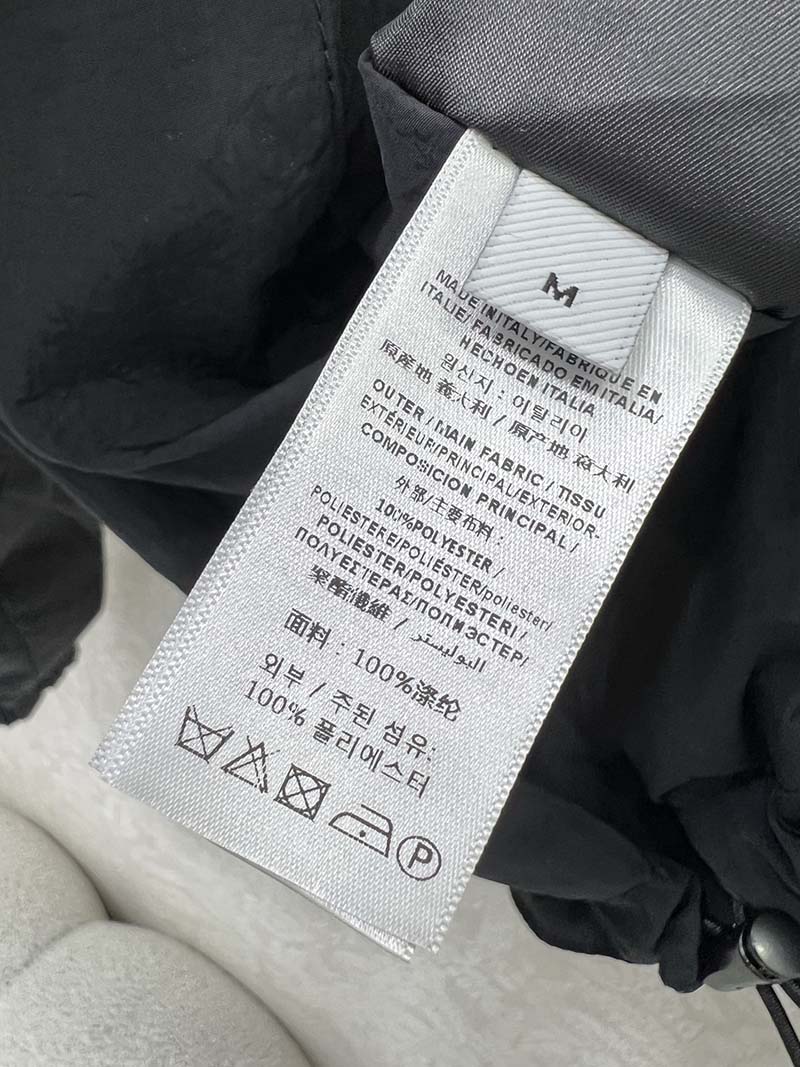 M
MADE IN ITALY/FABRIQUE EN
ITALIE/FABRICADO EM ITALIA/
HECHOEN ITALIA
임신지 : 이탈리아
原産地 義大利 / 原产地 意大利
OUTER / MAIN FABRIC / TISSU
EXTÉRIEUR/PRINCIPAL/EXTERIOR-
COMPOSICION PRINCIPAL /
外部/主要布料 :
100%POLYESTER /
POLIESTERE/POLIÉSTER/poliester/
POLIESTER/POLYESTERI /
ΠΟΛΥΕΣΤΕΡΑΣ/ПОЛИЭСТЕР/
聚酯纖維 / البوليستر
面料 : 100%涤纶
외부 / 주된 섬유:
100% 폴리에스터
P